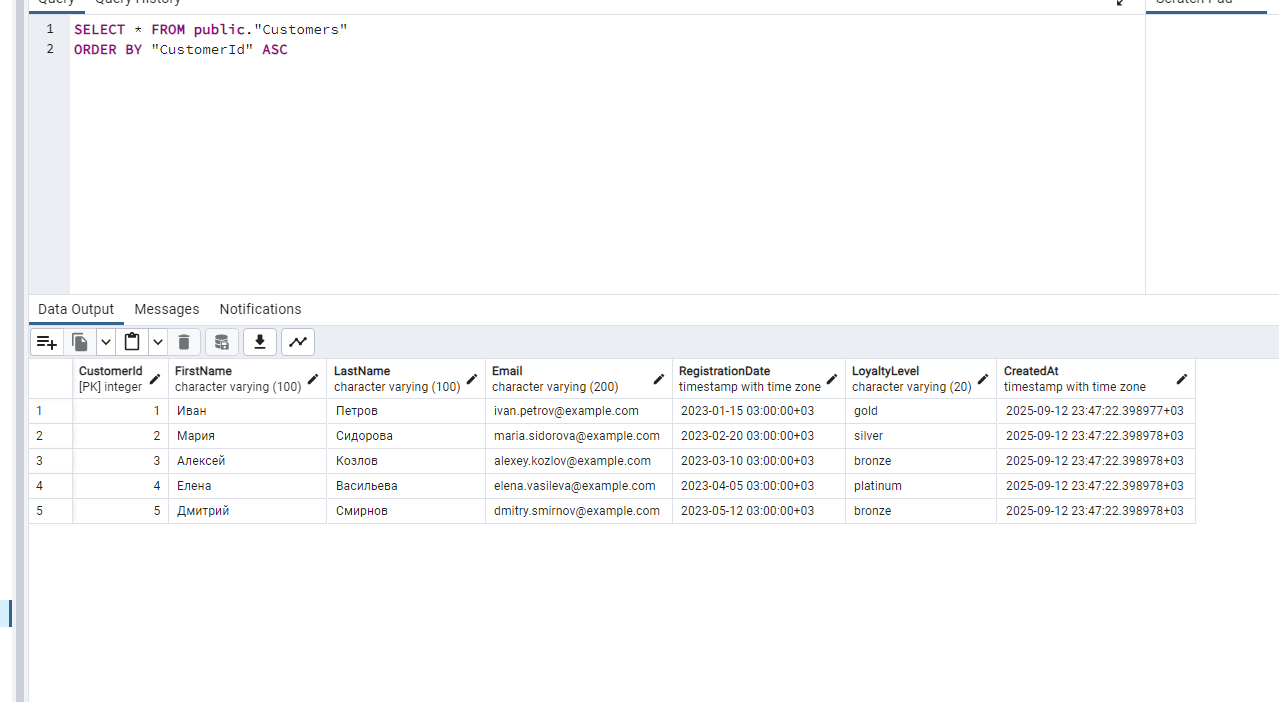 Query Query History Scratch Pad
1 SELECT * FROM public."Customers"
2 ORDER BY "CustomerId" ASC
Data Output Messages Notifications
CustomerId FirstName LastName Email RegistrationDate LoyaltyLevel CreatedAt
[PK] integer character varying (100) character varying (100) character varying (200) timestamp with time zone character varying (20) timestamp with time zone
1 1 Иван Петров ivan.petrov@example.com 2023-01-15 03:00:00+03 gold 2025-09-12 23:47:22.398977+03
2 2 Мария Сидорова maria.sidorova@example.com 2023-02-20 03:00:00+03 silver 2025-09-12 23:47:22.398978+03
3 3 Алексей Козлов alexey.kozlov@example.com 2023-03-10 03:00:00+03 bronze 2025-09-12 23:47:22.398978+03
4 4 Елена Васильева elena.vasileva@example.com 2023-04-05 03:00:00+03 platinum 2025-09-12 23:47:22.398978+03
5 5 Дмитрий Смирнов dmitry.smirnov@example.com 2023-05-12 03:00:00+03 bronze 2025-09-12 23:47:22.398978+03